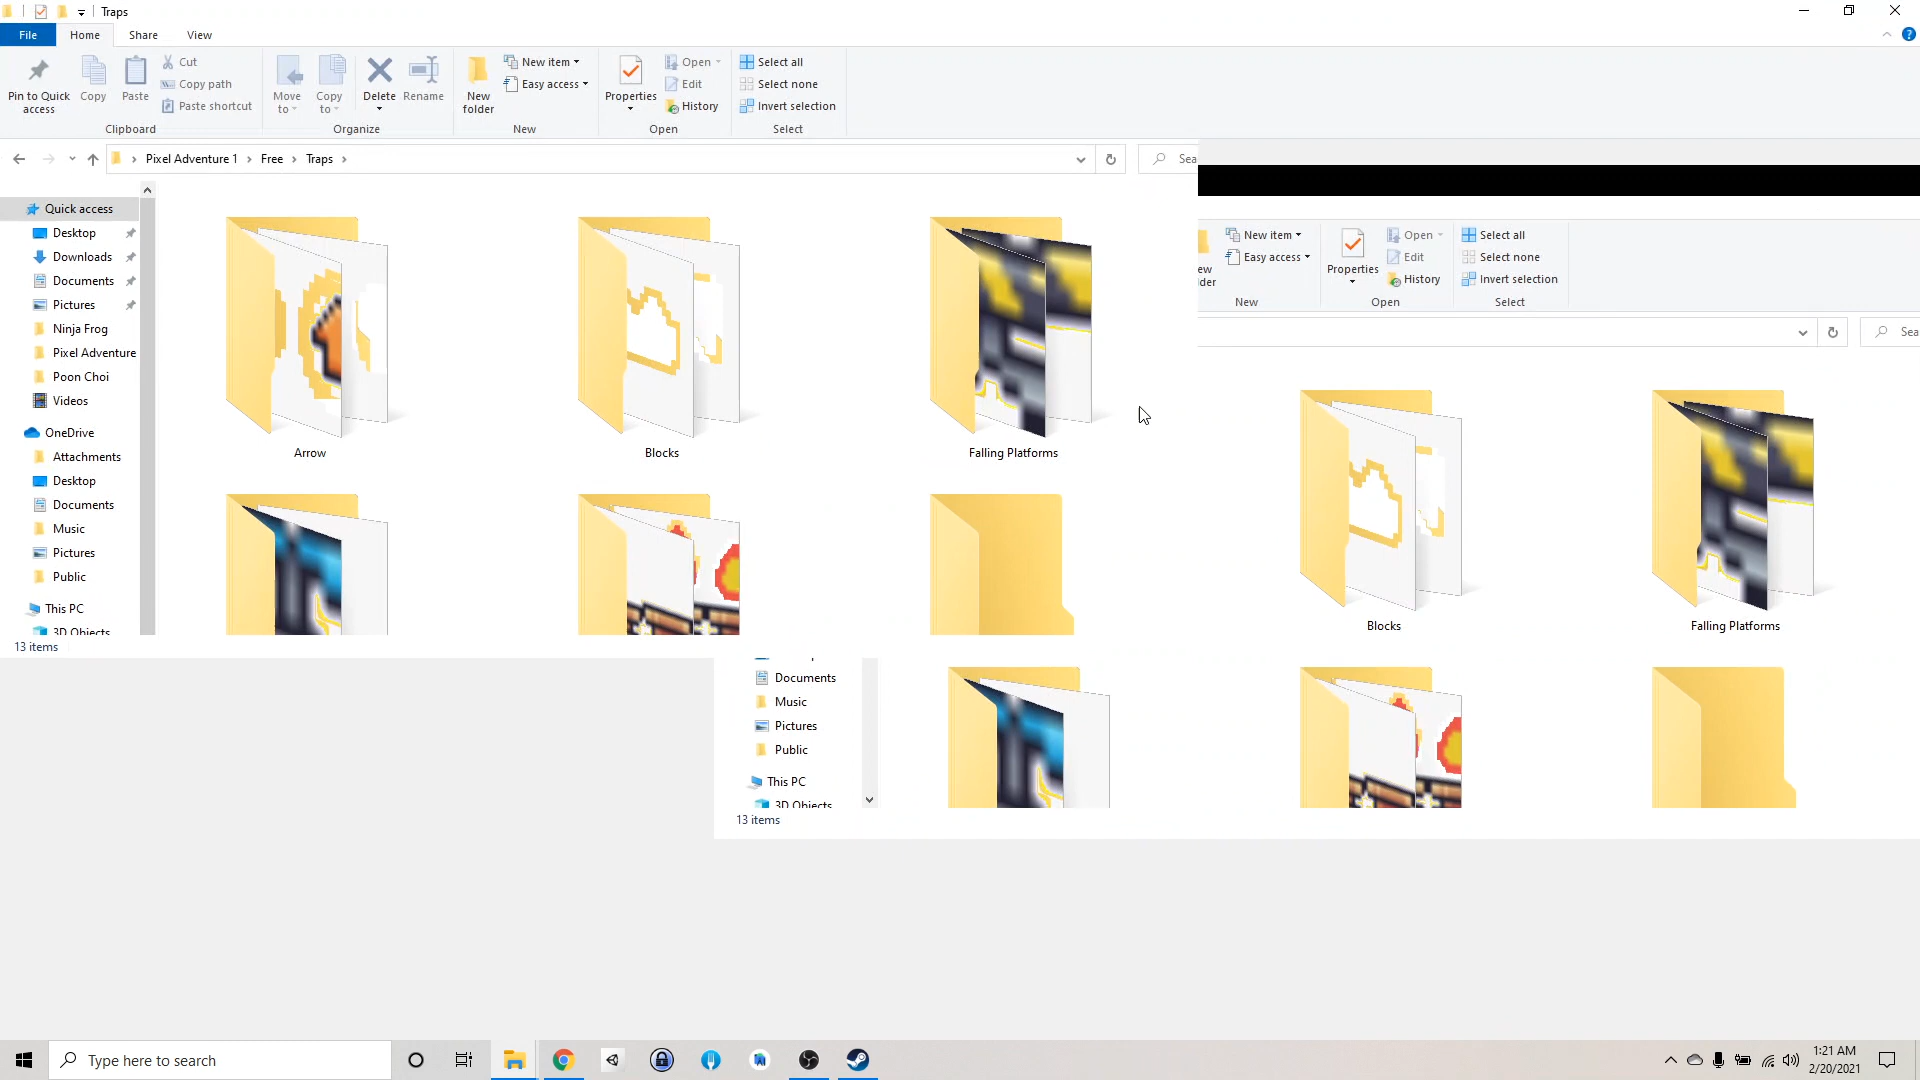 Traps
File Home Share View
Pin to Quick access
Copy
Paste
Cut
Copy path
Paste shortcut
Clipboard
Move to
Copy to
Delete
Rename
Organize
New folder
New item
Easy access
New
Properties
Open
Edit
History
Open
Select all
Select none
Invert selection
Select
Pixel Adventure 1 Free Traps
Sea
Quick access
Desktop
Downloads
Documents
Pictures
Ninja Frog
Pixel Adventure
Poon Choi
Videos
OneDrive
Attachments
Desktop
Documents
Music
Pictures
Public
This PC
3D Objects
13 items
Arrow
Blocks
Falling Platforms
ew
lder
New item
Easy access
New
Properties
Open
Edit
History
Open
Select all
Select none
Invert selection
Select
Sea
Blocks
Falling Platforms
Documents
Music
Pictures
Public
This PC
3D Objects
13 items
Type here to search
1:21 AM
2/20/2021